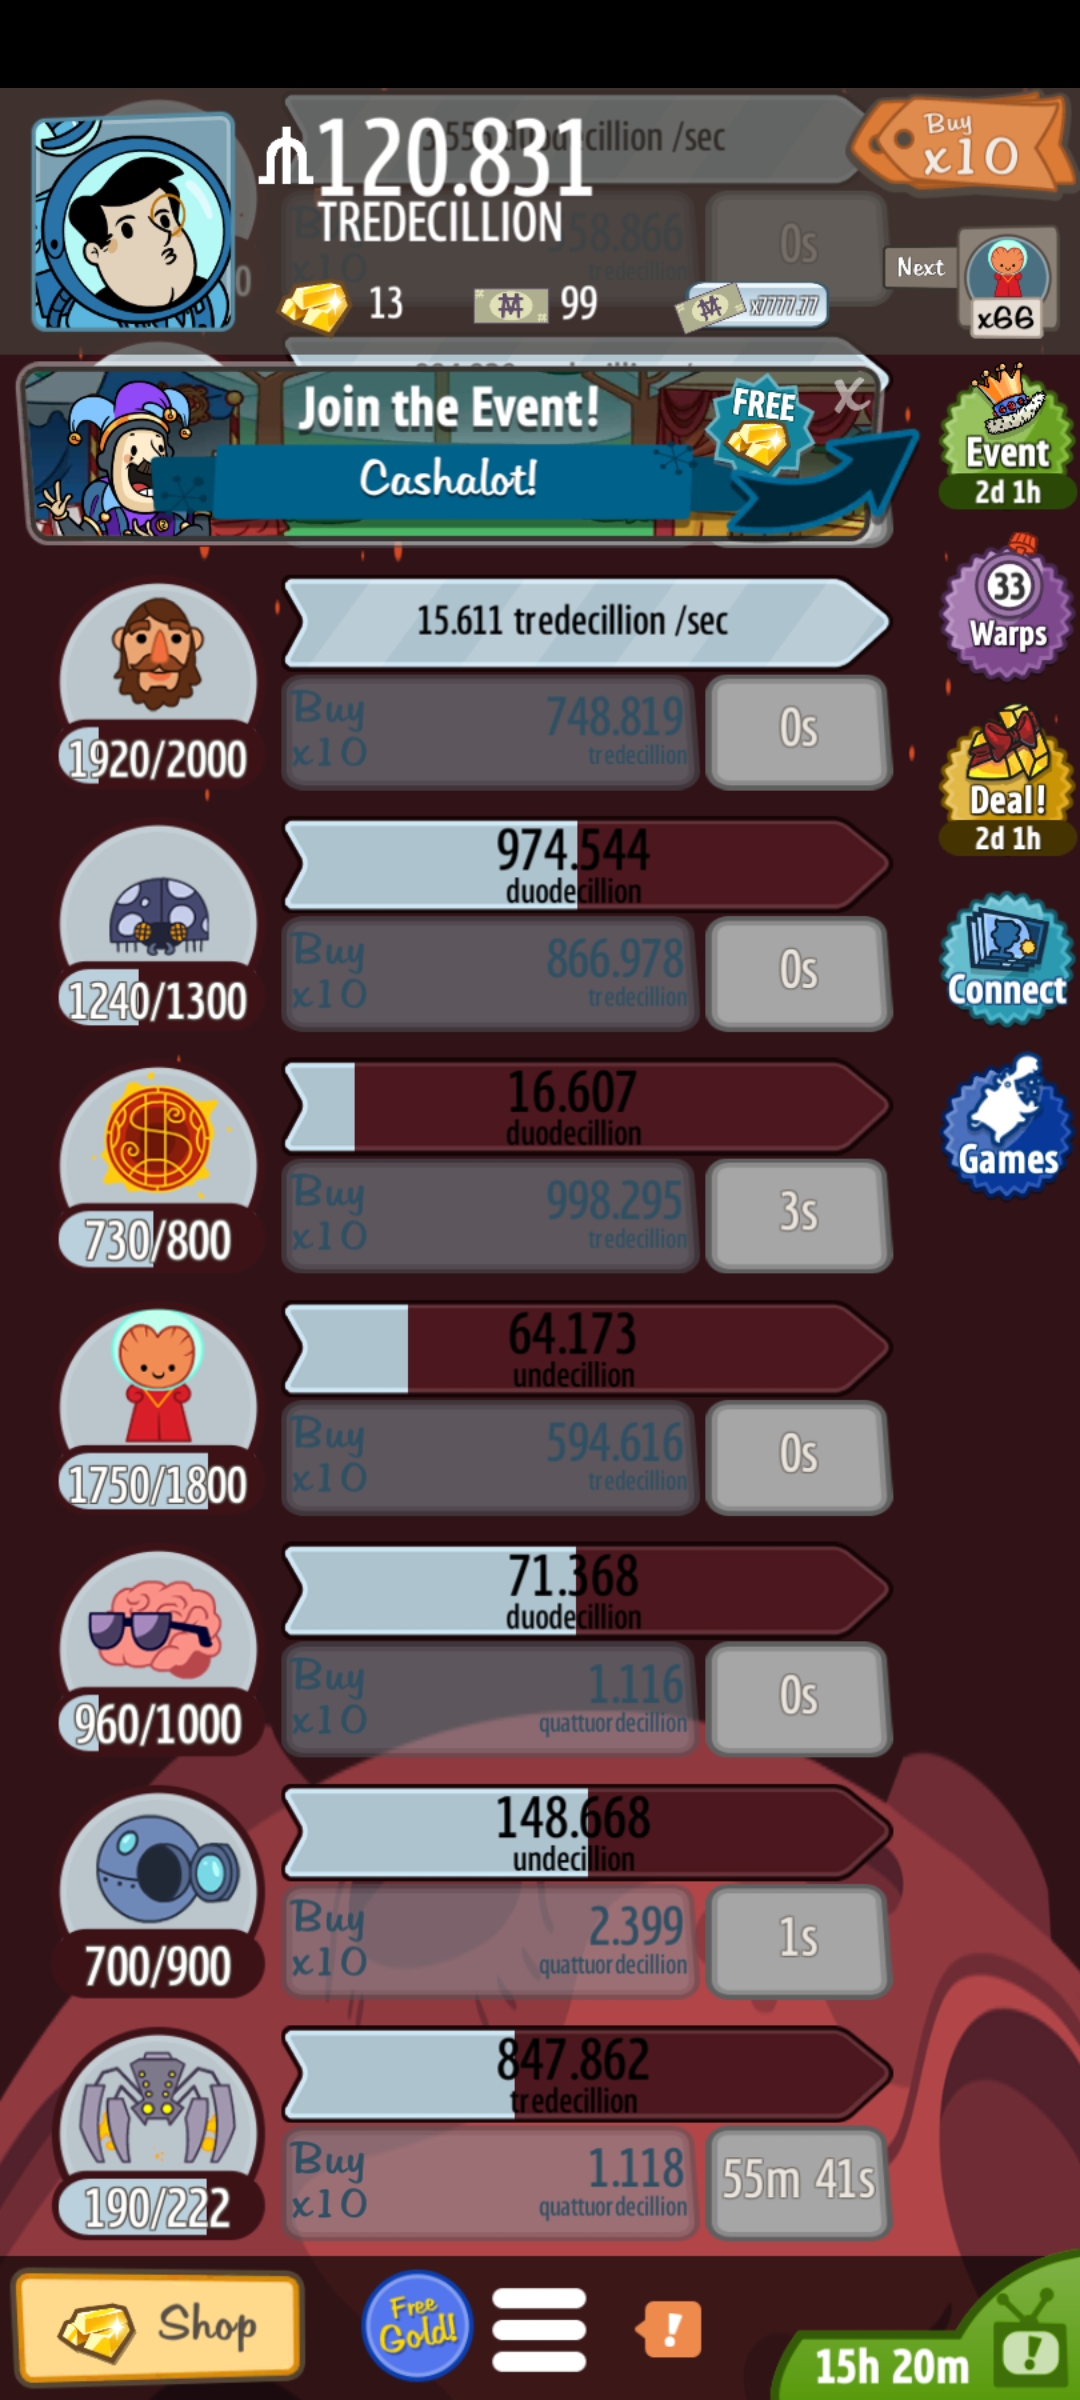 120.831
TREDECILLION
Buy
x10
duodecillion /sec
58.866
tredecillion
0s
13
99
x7777.77
Next
x66
Join the Event!
Cashalot!
FREE
X
Event
2d 1h
15.611 tredecillion /sec
Buy
x10
748.819
tredecillion
0s
1920/2000
33
Warps
Deal!
2d 1h
974.544
duodecillion
Buy
x10
866.978
tredecillion
0s
1240/1300
Connect
16.607
duodecillion
Buy
x10
998.295
tredecillion
3s
730/800
Games
64.173
undecillion
Buy
x10
594.616
tredecillion
0s
1750/1800
71.368
duodecillion
Buy
x10
1.116
quattuordecillion
0s
960/1000
148.668
undecillion
Buy
x10
2.399
quattuordecillion
1s
700/900
847.862
tredecillion
Buy
x10
1.118
quattuordecillion
55m 41s
190/222
Shop
Free
Gold!
!
15h 20m
!